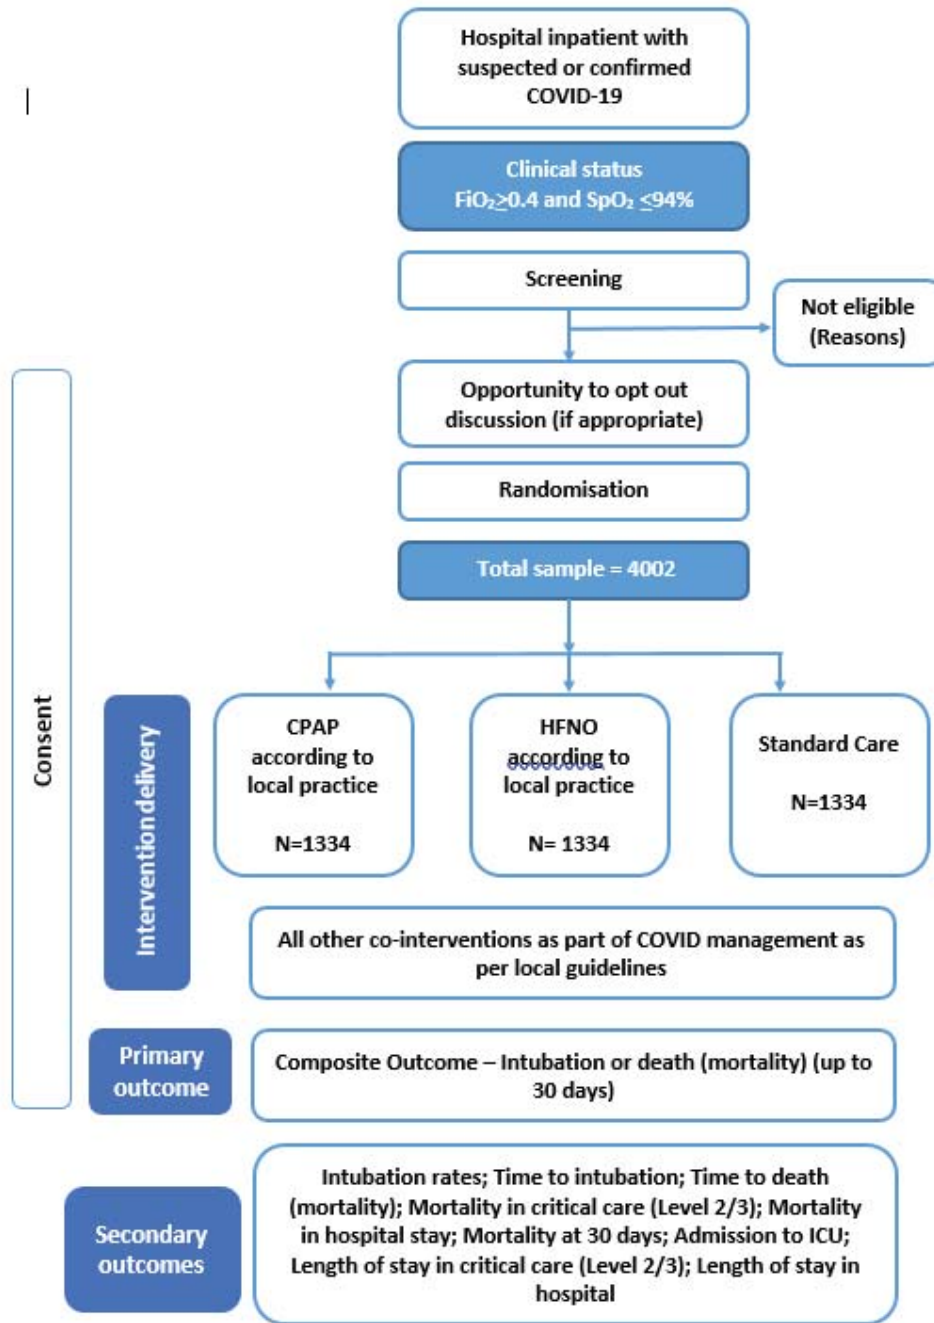 Hospital inpatient with
suspected or confirmed
COVID-19
Clinical status
FiO₂≥0.4 and SpO₂ ≤94%
Screening
Not eligible
(Reasons)
Opportunity to opt out
discussion (if appropriate)
Randomisation
Total sample = 4002
Consent
Intervention delivery
CPAP
according to
local practice
N=1334
HFNO
according to
local practice
N= 1334
Standard Care
N=1334
All other co-interventions as part of COVID management as
per local guidelines
Primary
outcome
Composite Outcome – Intubation or death (mortality) (up to
30 days)
Secondary
outcomes
Intubation rates; Time to intubation; Time to death
(mortality); Mortality in critical care (Level 2/3); Mortality
in hospital stay; Mortality at 30 days; Admission to ICU;
Length of stay in critical care (Level 2/3); Length of stay in
hospital